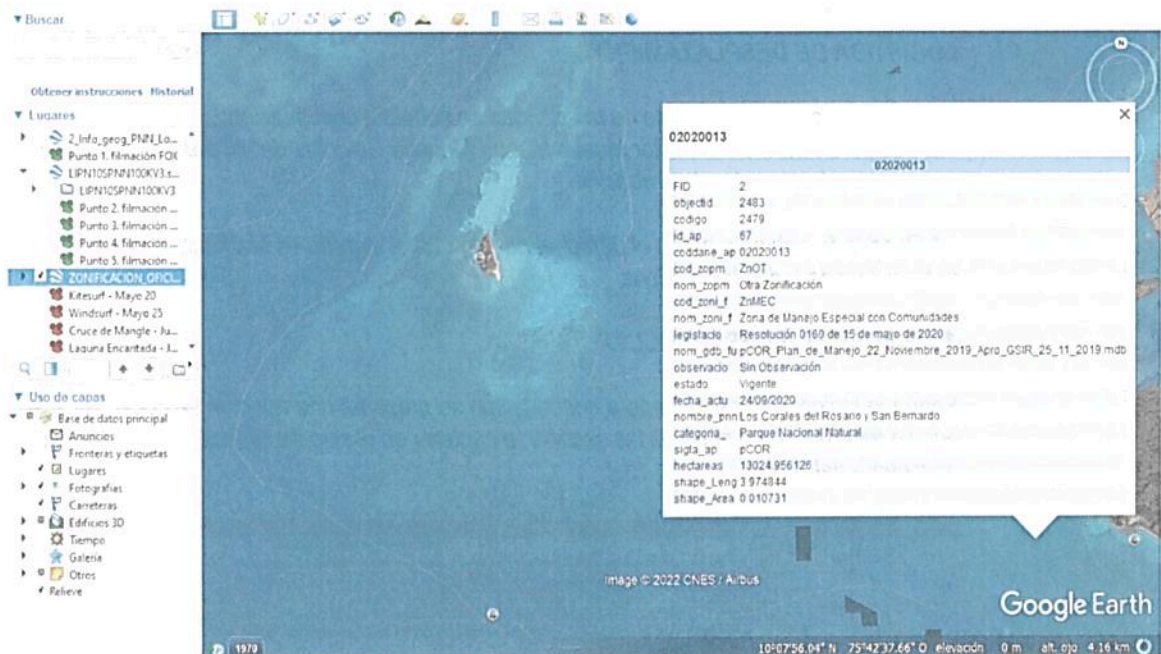 Buscar
Obtener instrucciones Historial
Lugares
2_Info_geog_PNN_Lo...
Punto 1. filmación FOX
LIPN10SPNN100KV3.s...
LIPN10SPNN100KV3
Punto 2. filmación ...
Punto 3. filmación ...
Punto 4. filmación ...
Punto 5. filmación ...
ZONIFICACION_OFICI...
Kitesurf - Mayo 20
Windsurf - Mayo 25
Cruce de Mangle - Ju...
Laguna Encantada - J...
Uso de capas
Base de datos principal
Anuncios
Fronteras y etiquetas
Lugares
Fotografías
Carreteras
Edificios 3D
Tiempo
Galería
Otros
Relieve
N
02020013
02020013
FID 2
objectid 2483
codigo 2479
id_ap 67
coddane_ap 02020013
cod_zopm ZnOT
nom_zopm Otra Zonificación
cod_zoni_f ZnMEC
nom_zoni_f Zona de Manejo Especial con Comunidades
legislacio Resolución 0160 de 15 de mayo de 2020
nom_gdb_fu pCOR_Plan_de_Manejo_22_Noviembre_2019_Apro_GSIR_25_11_2019.mdb
observacio Sin Observación
estado Vigente
fecha_actu 24/09/2020
nombre_pnn Los Corales del Rosario y San Bernardo
categoria_ Parque Nacional Natural
sigla_ap pCOR
hectareas 13024.956126
shape_Leng 3.974844
shape_Area 0.010731
Image © 2022 CNES / Airbus
Google Earth
1970
10°07'56.04" N 75°42'37.66" O elevación 0 m alt. ojo 4.16 km